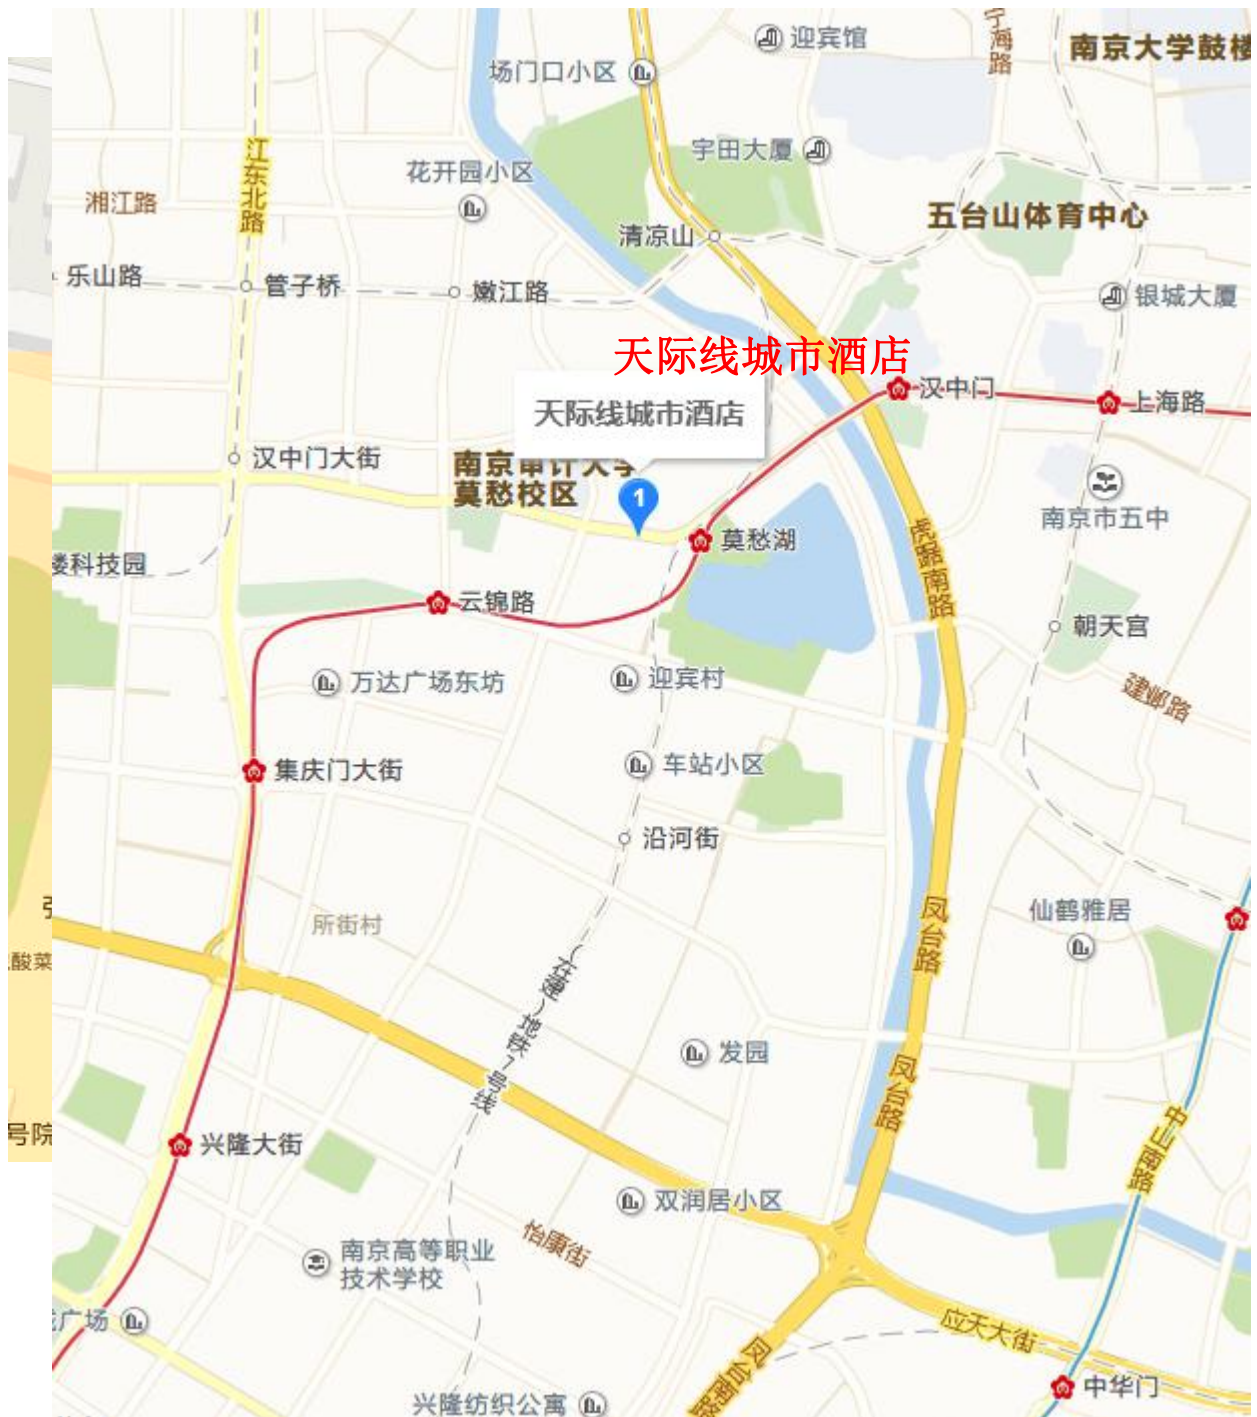 迎宾馆
宁海路
南京大学鼓楼
场门口小区
宇田大厦
江东北路
花开园小区
湘江路
五台山体育中心
清凉山
乐山路
管子桥
嫩江路
银城大厦
天际线城市酒店
汉中门
上海路
天际线城市酒店
汉中门大街
南京审计大学
莫愁校区
1
南京市五中
虎踞南路
莫愁湖
楼科技园
云锦路
朝天宫
万达广场东坊
迎宾村
建邺路
集庆门大街
车站小区
沿河街
所街村
凤台路
仙鹤雅居
酸菜
(在建)地铁7号线
发园
凤台路
号院
兴隆大街
中山南路
双润居小区
怡康街
南京高等职业
技术学校
广场
应天大街
凤台南路
中华门
兴隆纺织公寓